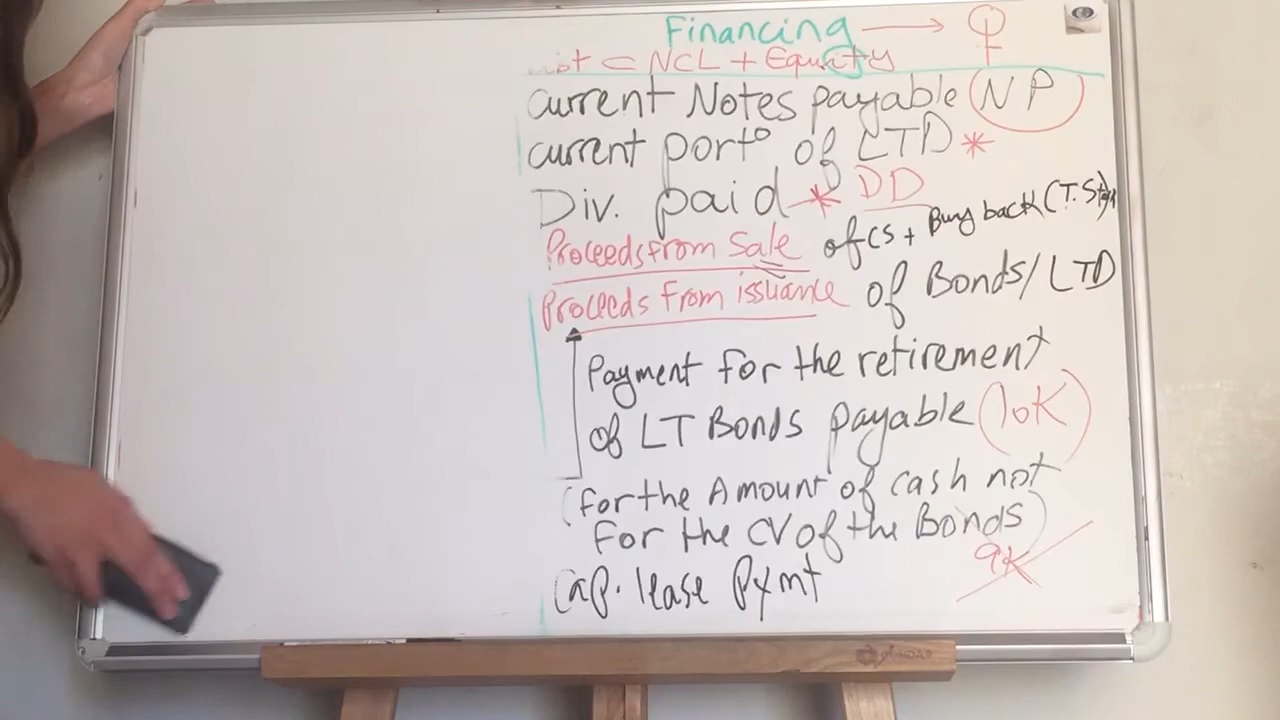 Financing → ♀
⊂ NCL + Equity
current Notes payable (NP)
current port° of LTD *
Div. paid * DD
Proceeds from Sale of CS + Buy back (T. St
Proceeds from issuance of Bonds/LTD
Payment for the retirement
of LT Bonds payable (10K)
(for the Amount of cash not
for the CV of the Bonds)
9K
Cap. lease Pymt